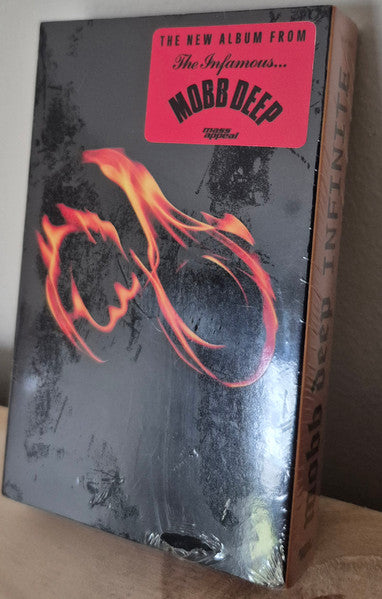 THE NEW ALBUM FROM
The Infamous...
MOBB DEEP
mass
appeal
mobb deep INFINITE